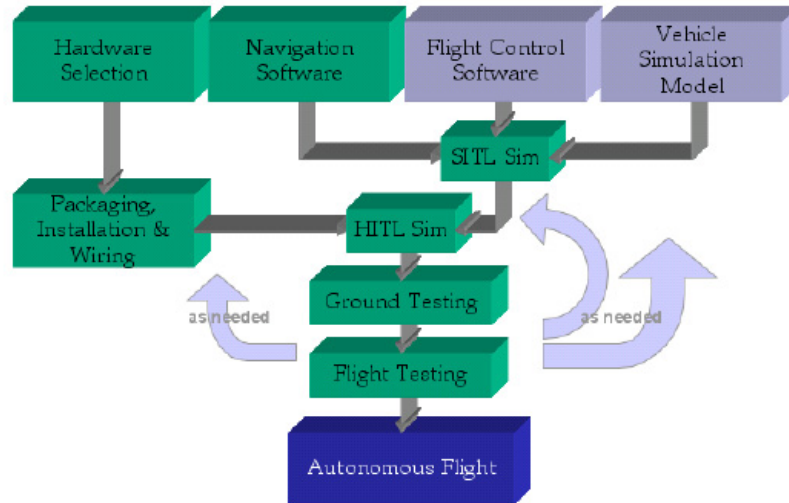 Hardware
Selection
Navigation
Software
Flight Control
Software
Vehicle
Simulation
Model
SITL Sim
Packaging,
Installation &
Wiring
HITL Sim
Ground Testing
as needed
as needed
Flight Testing
Autonomous Flight